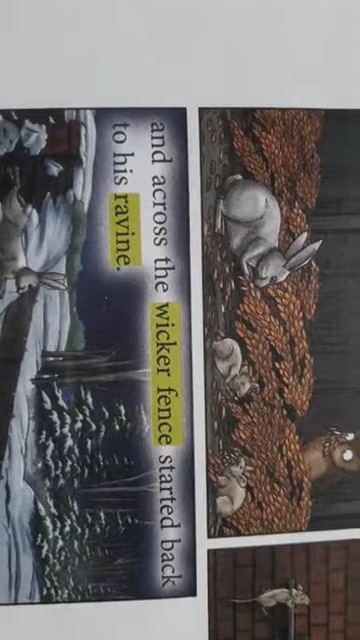 and across the wicker fence started back
to his ravine.